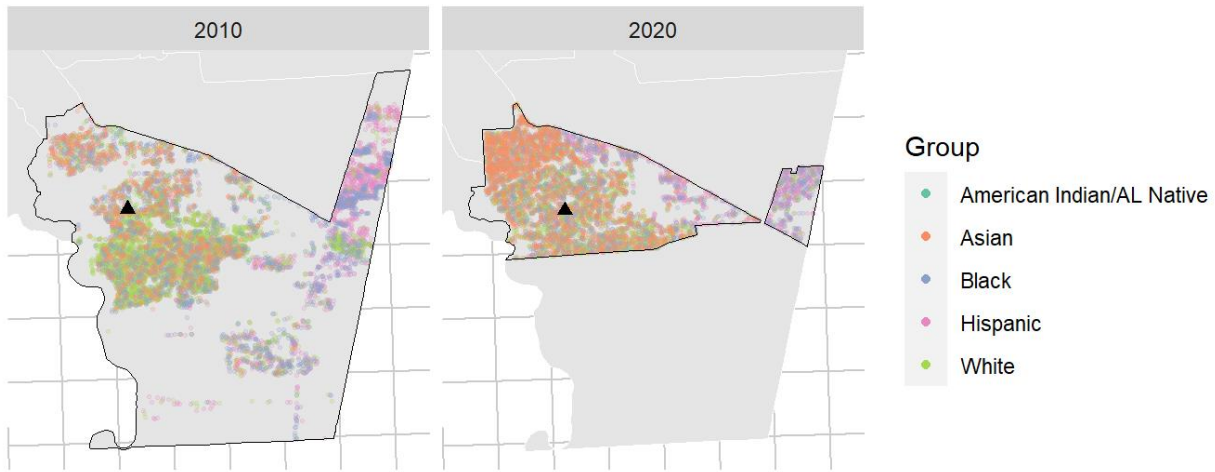 2010
2020
Group
American Indian/AL Native
Asian
Black
Hispanic
White